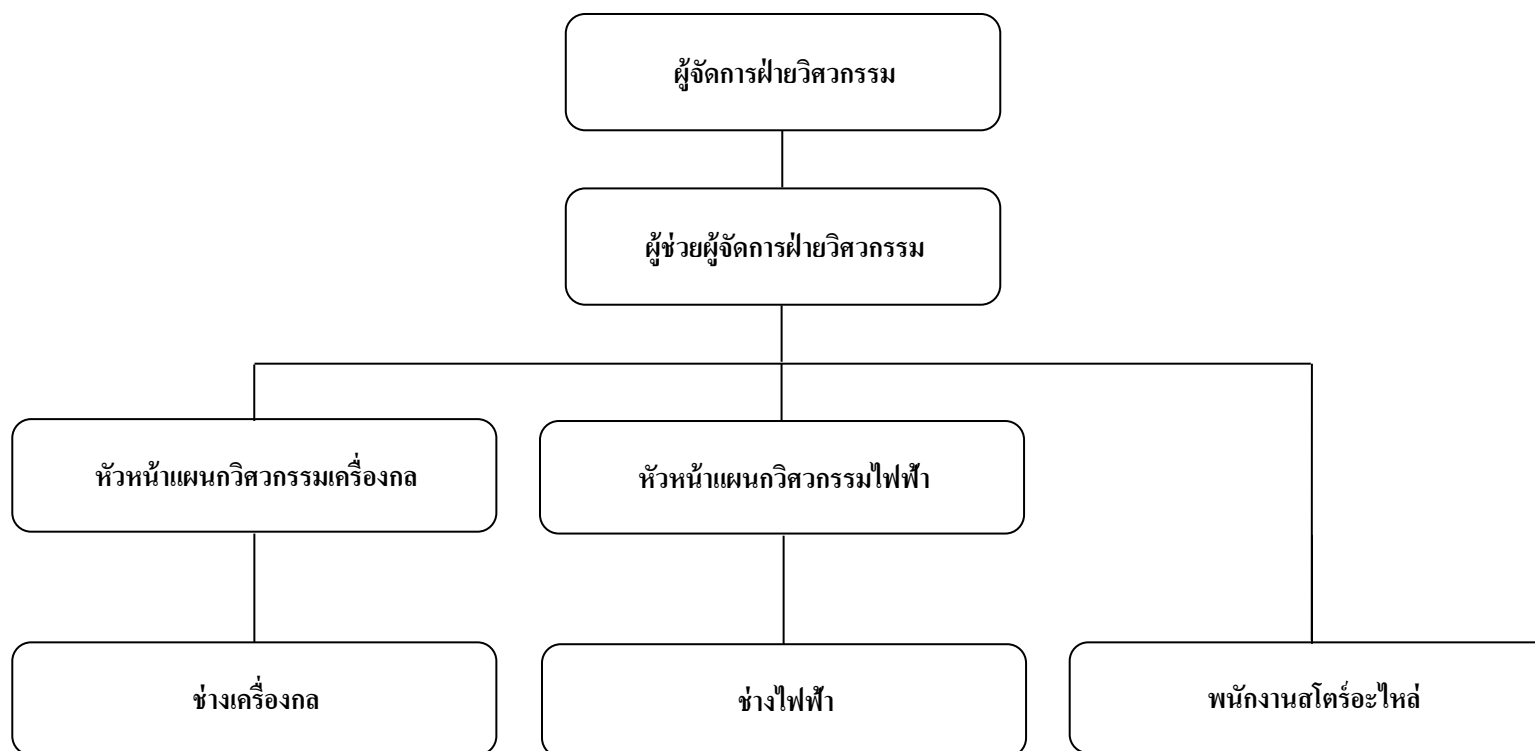 ผู้จัดการฝ่ายวิศวกรรม
ผู้ช่วยผู้จัดการฝ่ายวิศวกรรม
หัวหน้าแผนกวิศวกรรมเครื่องกล
หัวหน้าแผนกวิศวกรรมไฟฟ้า
ช่างเครื่องกล
ช่างไฟฟ้า
พนักงานสโตร์อะไหล่